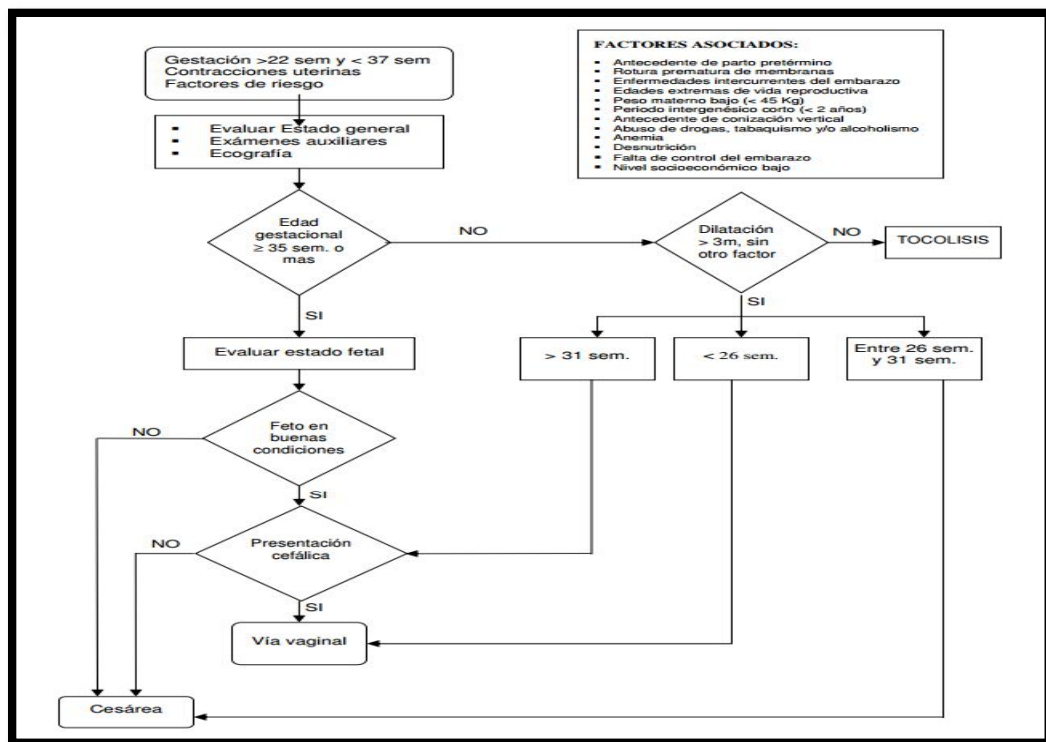 Gestación >22 sem y < 37 sem
Contracciones uterinas
Factores de riesgo
FACTORES ASOCIADOS:
• Antecedente de parto pretérmino
• Rotura prematura de membranas
• Enfermedades intercurrentes del embarazo
• Edades extremas de vida reproductiva
• Peso materno bajo (< 45 Kg)
• Periodo intergenésico corto (< 2 años)
• Antecedente de conización vertical
• Abuso de drogas, tabaquismo y/o alcoholismo
• Anemia
• Desnutrición
• Falta de control del embarazo
• Nivel socioeconómico bajo
▪ Evaluar Estado general
▪ Exámenes auxiliares
▪ Ecografía
Edad
gestacional
≥ 35 sem. o
mas
NO
Dilatación
> 3m, sin
otro factor
NO
TOCOLISIS
SI
SI
Evaluar estado fetal
> 31 sem.
< 26 sem.
Entre 26 sem.
y 31 sem.
NO
Feto en
buenas
condiciones
SI
NO
Presentación
cefálica
SI
Vía vaginal
Cesárea